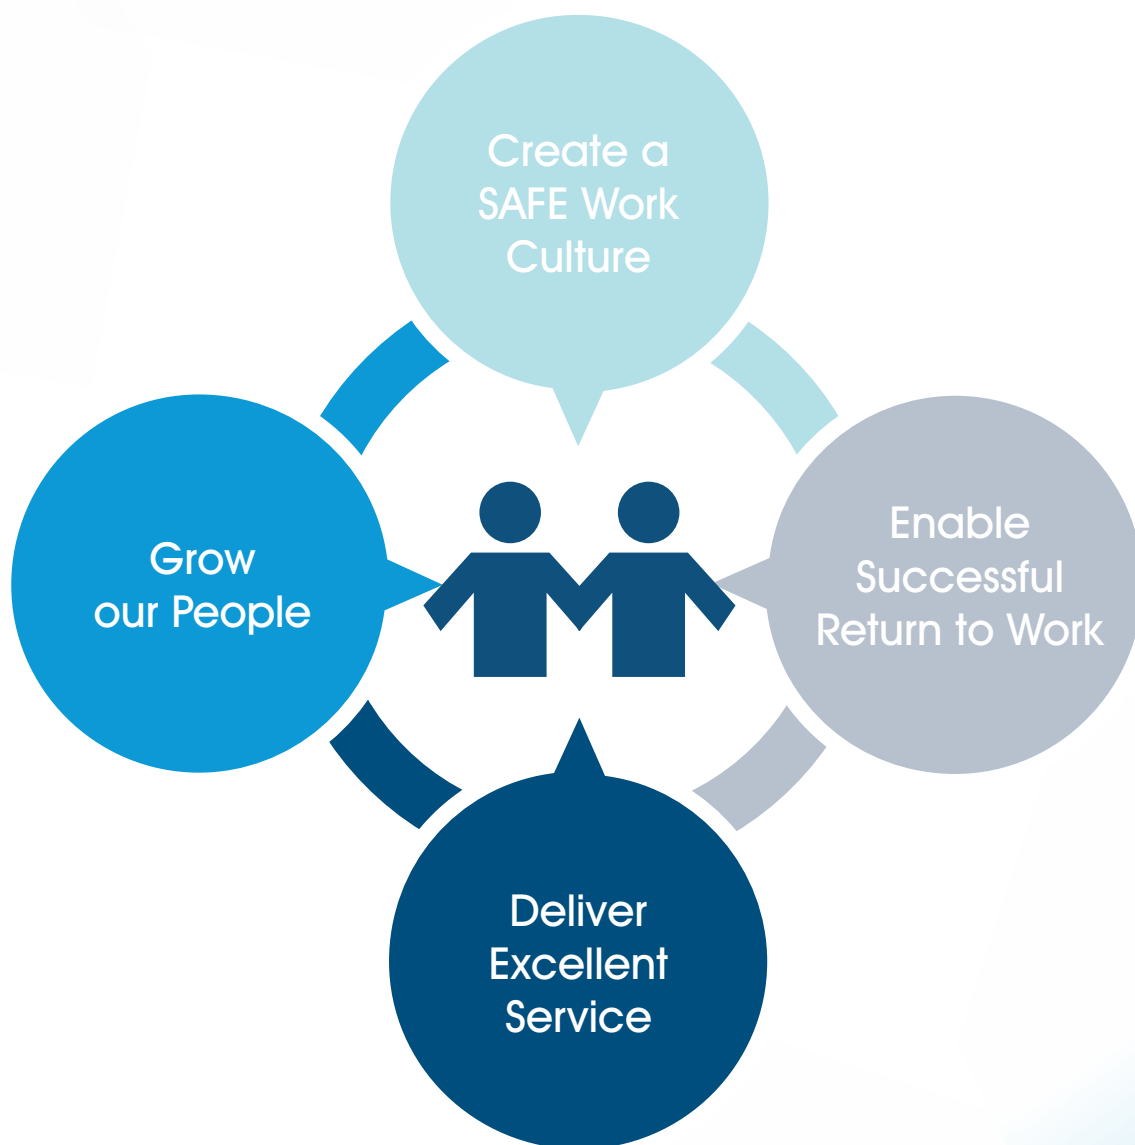 Create a
SAFE Work
Culture
Grow
our People
Enable
Successful
Return to Work
Deliver
Excellent
Service